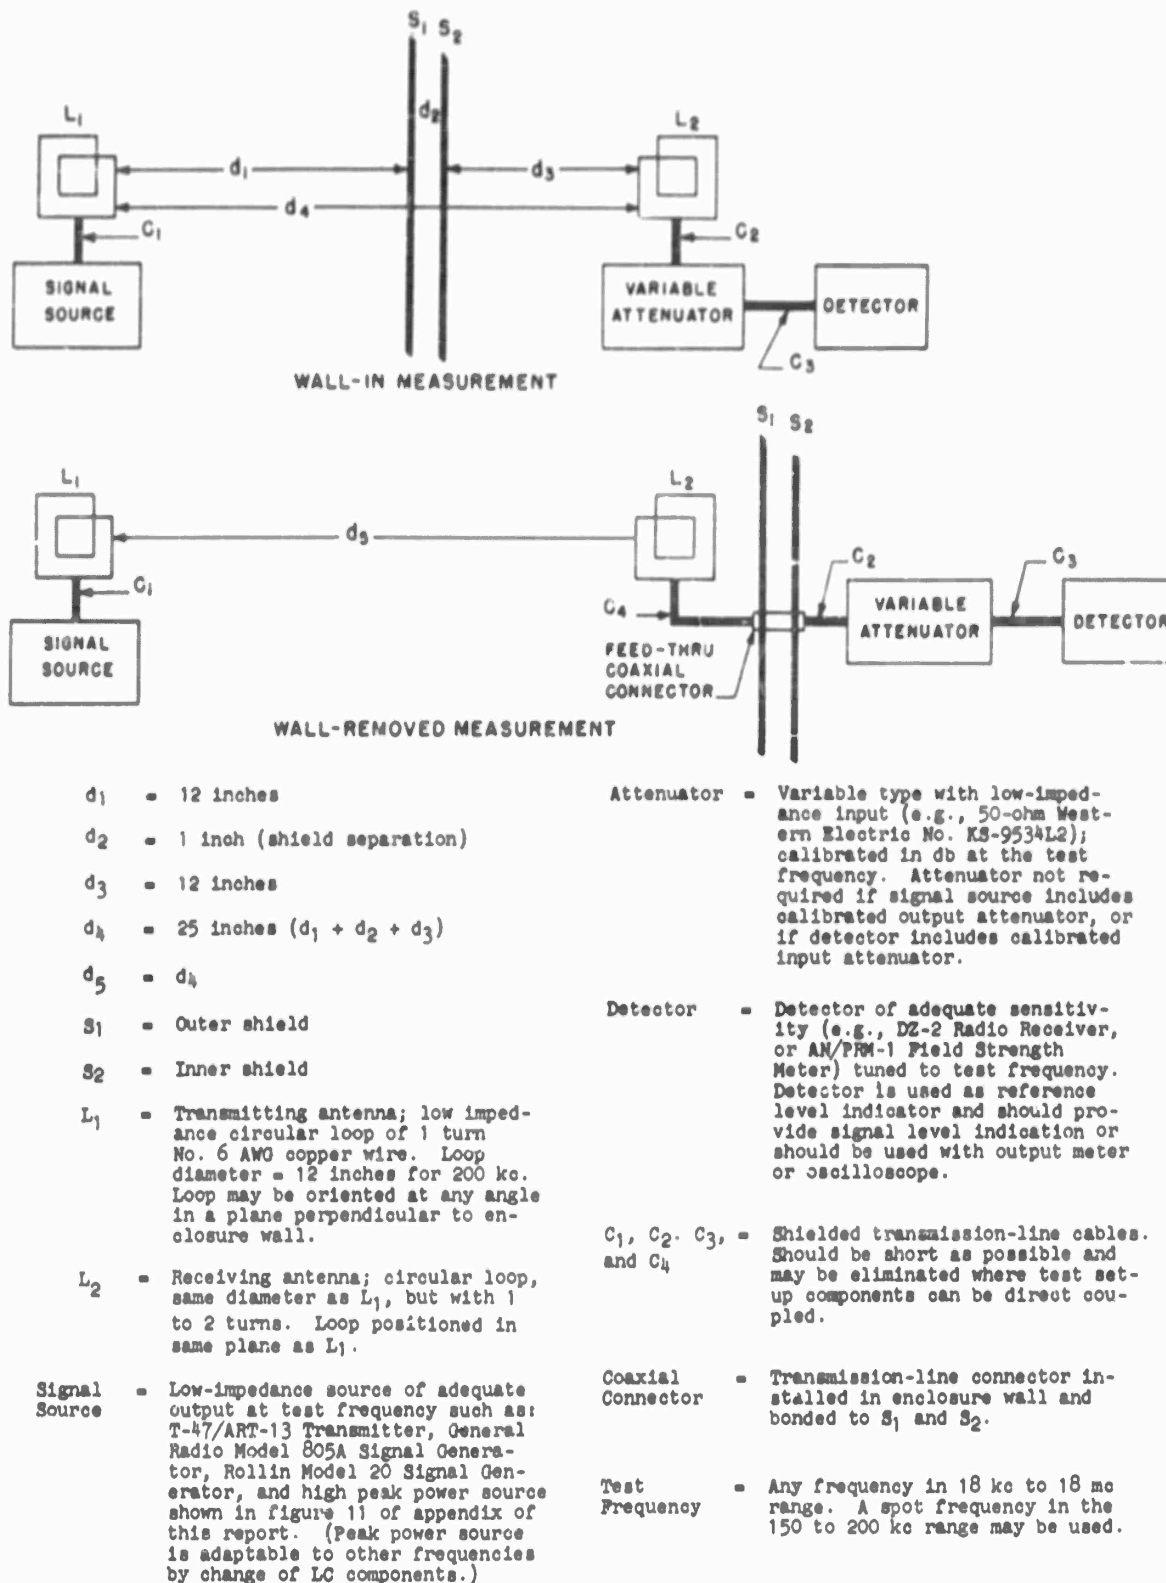 S1 S2
d2
L1
L2
d1
d3
d4
C1
C2
SIGNAL
SOURCE
VARIABLE
ATTENUATOR
DETECTOR
C3
WALL-IN MEASUREMENT
S1 S2
L1
L2
d5
C1
C2
C3
C4
SIGNAL
SOURCE
FEED-THRU
COAXIAL
CONNECTOR
VARIABLE
ATTENUATOR
DETECTOR
WALL-REMOVED MEASUREMENT
d1 = 12 inches
d2 = 1 inch (shield separation)
d3 = 12 inches
d4 = 25 inches (d1 + d2 + d3)
d5 = d4
S1 = Outer shield
S2 = Inner shield
L1 = Transmitting antenna; low imped-
ance circular loop of 1 turn
No. 6 AWG copper wire. Loop
diameter = 12 inches for 200 kc.
Loop may be oriented at any angle
in a plane perpendicular to en-
closure wall.
L2 = Receiving antenna; circular loop,
same diameter as L1, but with 1
to 2 turns. Loop positioned in
same plane as L1.
Signal Source = Low-impedance source of adequate
output at test frequency such as:
T-47/ART-13 Transmitter, General
Radio Model 805A Signal Genera-
tor, Rollin Model 20 Signal Gen-
erator, and high peak power source
shown in figure 11 of appendix of
this report. (Peak power source
is adaptable to other frequencies
by change of LC components.)
Attenuator = Variable type with low-imped-
ance input (e.g., 50-ohm West-
ern Electric No. KS-9534L2);
calibrated in db at the test
frequency. Attenuator not re-
quired if signal source includes
calibrated output attenuator, or
if detector includes calibrated
input attenuator.
Detector = Detector of adequate sensitiv-
ity (e.g., DZ-2 Radio Receiver,
or AN/PRM-1 Field Strength
Meter) tuned to test frequency.
Detector is used as reference
level indicator and should pro-
vide signal level indication or
should be used with output meter
or oscilloscope.
C1, C2. C3, and C4 = Shielded transmission-line cables.
Should be short as possible and
may be eliminated where test set-
up components can be direct cou-
pled.
Coaxial Connector = Transmission-line connector in-
stalled in enclosure wall and
bonded to S1 and S2.
Test Frequency = Any frequency in 18 kc to 18 mc
range. A spot frequency in the
150 to 200 kc range may be used.